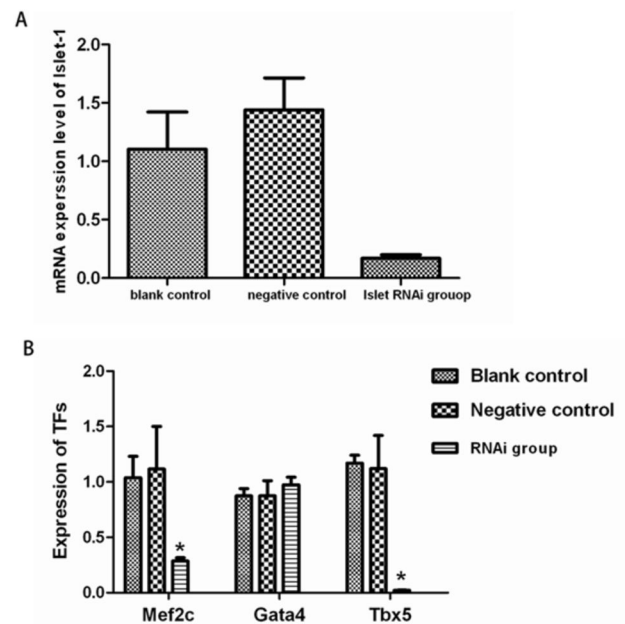 A
mRNA experssion level of Islet-1
2.0
1.5
1.0
0.5
0.0
blank control
negative control
Islet RNAi grouop
B
Expression of TFs
2.0
1.5
1.0
0.5
0.0
*
*
Mef2c
Gata4
Tbx5
Blank control
Negative control
RNAi group